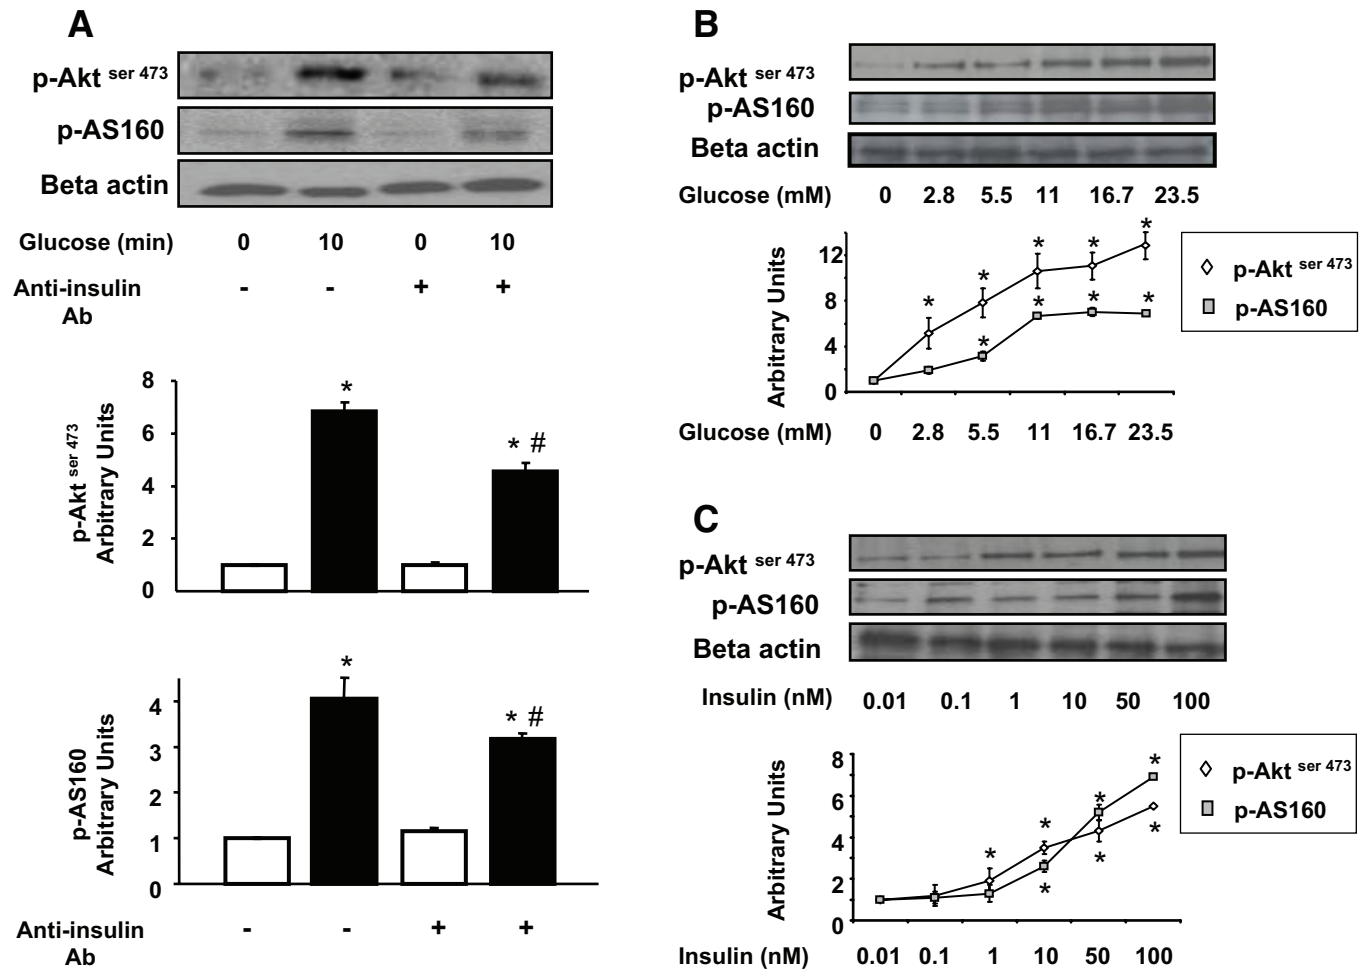 A
p-Akt ser 473
p-AS160
Beta actin
Glucose (min) 0 10 0 10
Anti-insulin - - + +
Ab
8
6
4
2
0
p-Akt ser 473
Arbitrary Units
*
* #
4
3
2
1
0
p-AS160
Arbitrary Units
*
* #
Anti-insulin - - + +
Ab
B
p-Akt ser 473
p-AS160
Beta actin
Glucose (mM) 0 2.8 5.5 11 16.7 23.5
12
8
4
0
Arbitrary Units
* * * * *
* * * *
p-Akt ser 473
p-AS160
Glucose (mM) 0 2.8 5.5 11 16.7 23.5
C
p-Akt ser 473
p-AS160
Beta actin
Insulin (nM) 0.01 0.1 1 10 50 100
8
6
4
2
0
Arbitrary Units
* * * *
* * *
p-Akt ser 473
p-AS160
Insulin (nM) 0.01 0.1 1 10 50 100